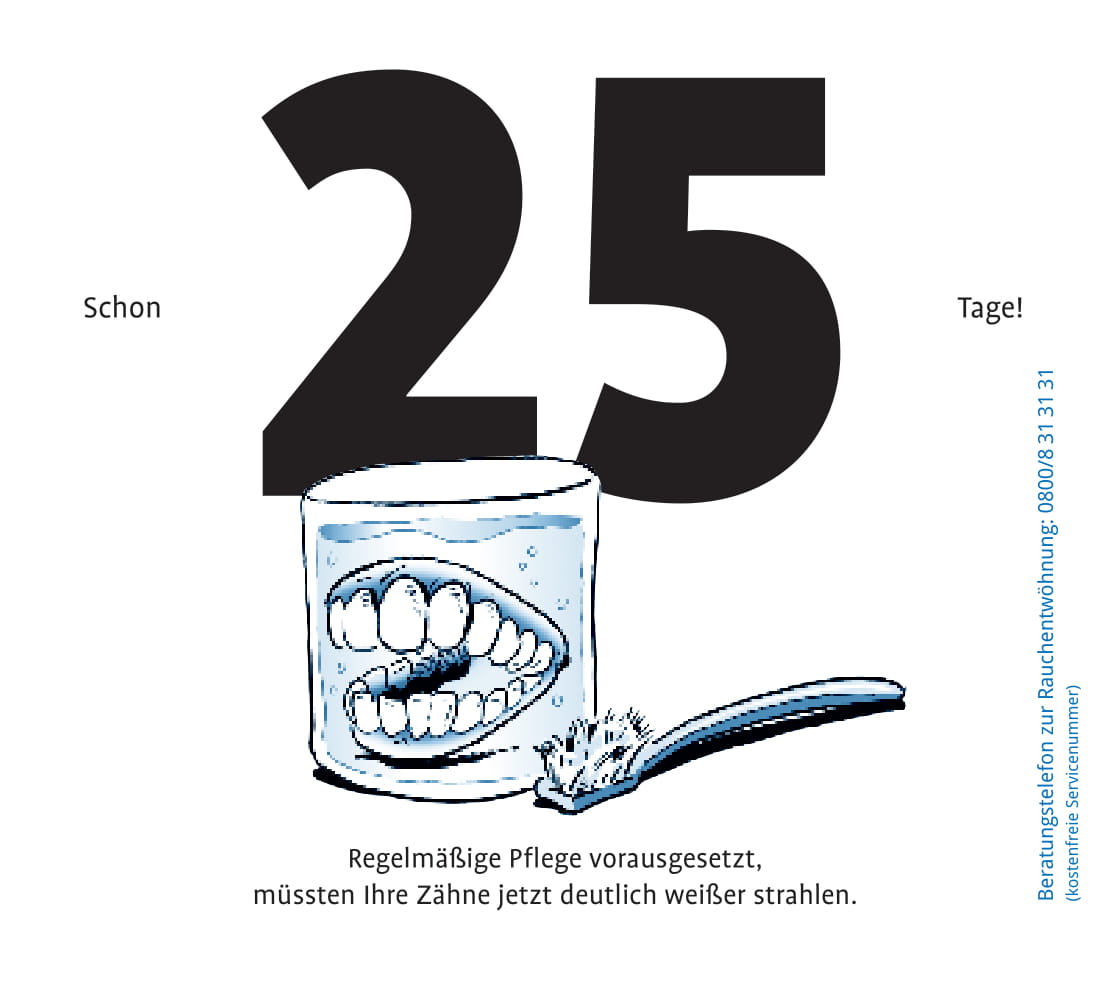 Schon
25
Tage!
Regelmäßige Pflege vorausgesetzt,
müssten Ihre Zähne jetzt deutlich weißer strahlen.
Beratungstelefon zur Rauchentwöhnung: 0800/8 31 31 31
(kostenfreie Servicenummer)